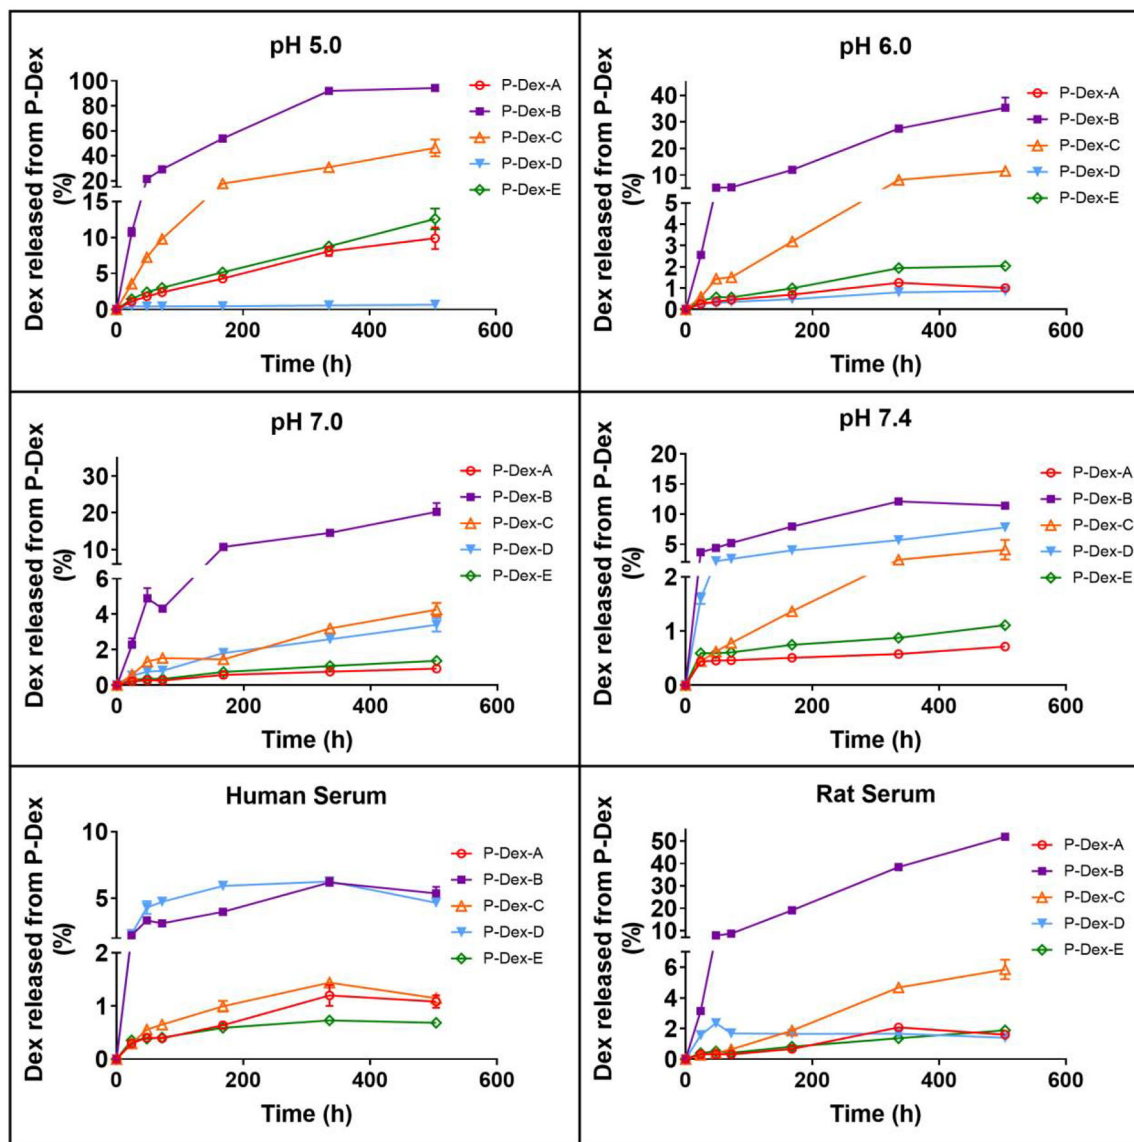 pH 5.0
Dex released from P-Dex
(%)
100
80
60
40
20
15
10
5
0
0
200
400
600
Time (h)
P-Dex-A
P-Dex-B
P-Dex-C
P-Dex-D
P-Dex-E
pH 6.0
Dex released from P-Dex
(%)
40
30
20
10
5
4
3
2
1
0
0
200
400
600
Time (h)
P-Dex-A
P-Dex-B
P-Dex-C
P-Dex-D
P-Dex-E
pH 7.0
Dex released from P-Dex
(%)
30
20
10
6
4
2
0
0
200
400
600
Time (h)
P-Dex-A
P-Dex-B
P-Dex-C
P-Dex-D
P-Dex-E
pH 7.4
Dex released from P-Dex
(%)
20
15
10
5
2
1
0
0
200
400
600
Time (h)
P-Dex-A
P-Dex-B
P-Dex-C
P-Dex-D
P-Dex-E
Human Serum
Dex released from P-Dex
(%)
10
5
2
1
0
0
200
400
600
Time (h)
P-Dex-A
P-Dex-B
P-Dex-C
P-Dex-D
P-Dex-E
Rat Serum
Dex released from P-Dex
(%)
50
40
30
20
10
6
4
2
0
0
200
400
600
Time (h)
P-Dex-A
P-Dex-B
P-Dex-C
P-Dex-D
P-Dex-E